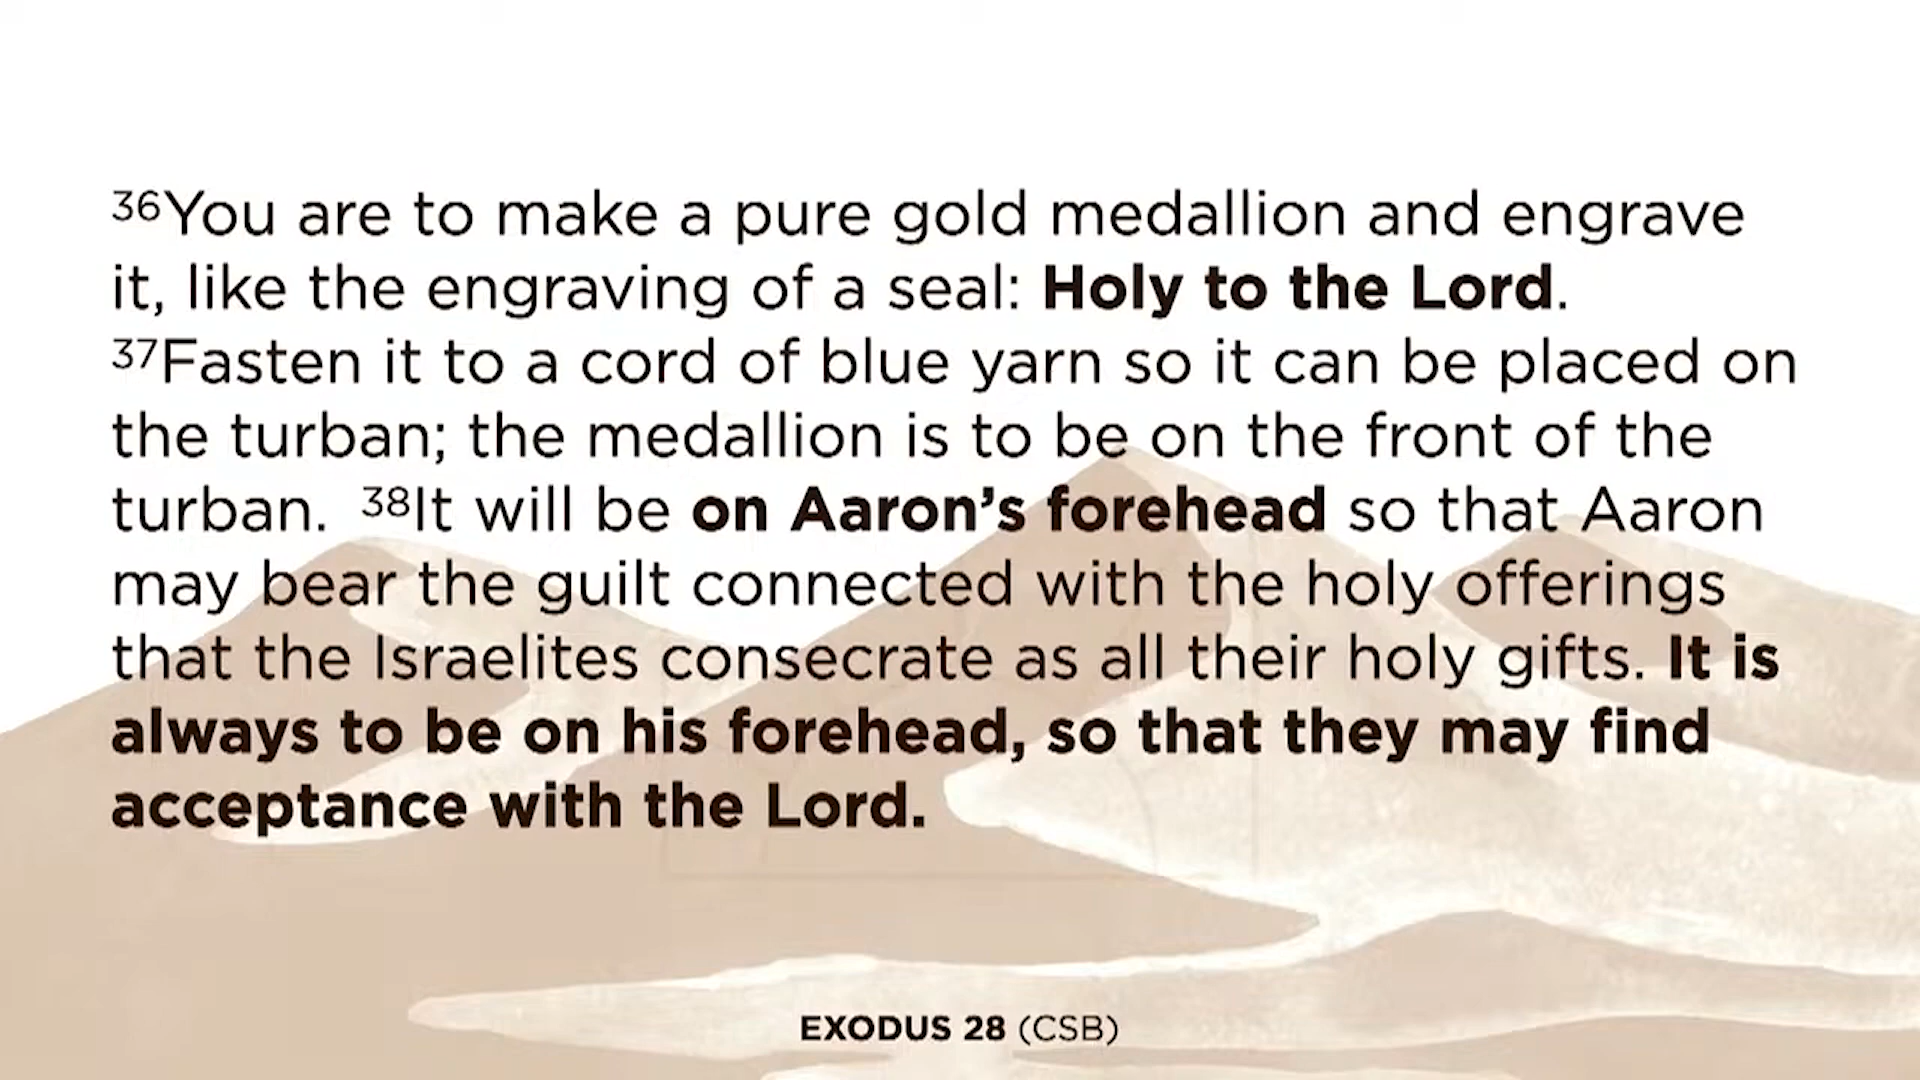 36You are to make a pure gold medallion and engrave
it, like the engraving of a seal: Holy to the Lord.
37Fasten it to a cord of blue yarn so it can be placed on
the turban; the medallion is to be on the front of the
turban. 38It will be on Aaron’s forehead so that Aaron
may bear the guilt connected with the holy offerings
that the Israelites consecrate as all their holy gifts. It is
always to be on his forehead, so that they may find
acceptance with the Lord.
EXODUS 28 (CSB)